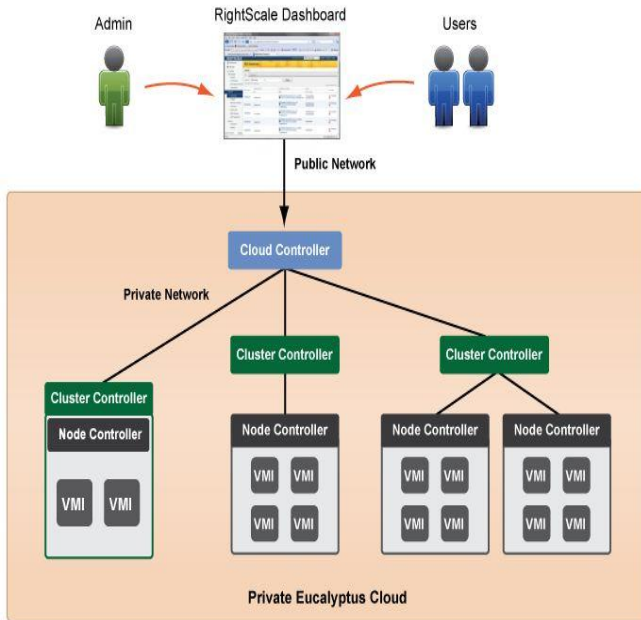 RightScale Dashboard
Admin
Users
Public Network
Cloud Controller
Private Network
Cluster Controller
Cluster Controller
Cluster Controller
Node Controller
Node Controller
Node Controller
Node Controller
VMI VMI
VMI VMI
VMI VMI
VMI VMI
VMI VMI
VMI VMI
VMI VMI
Private Eucalyptus Cloud